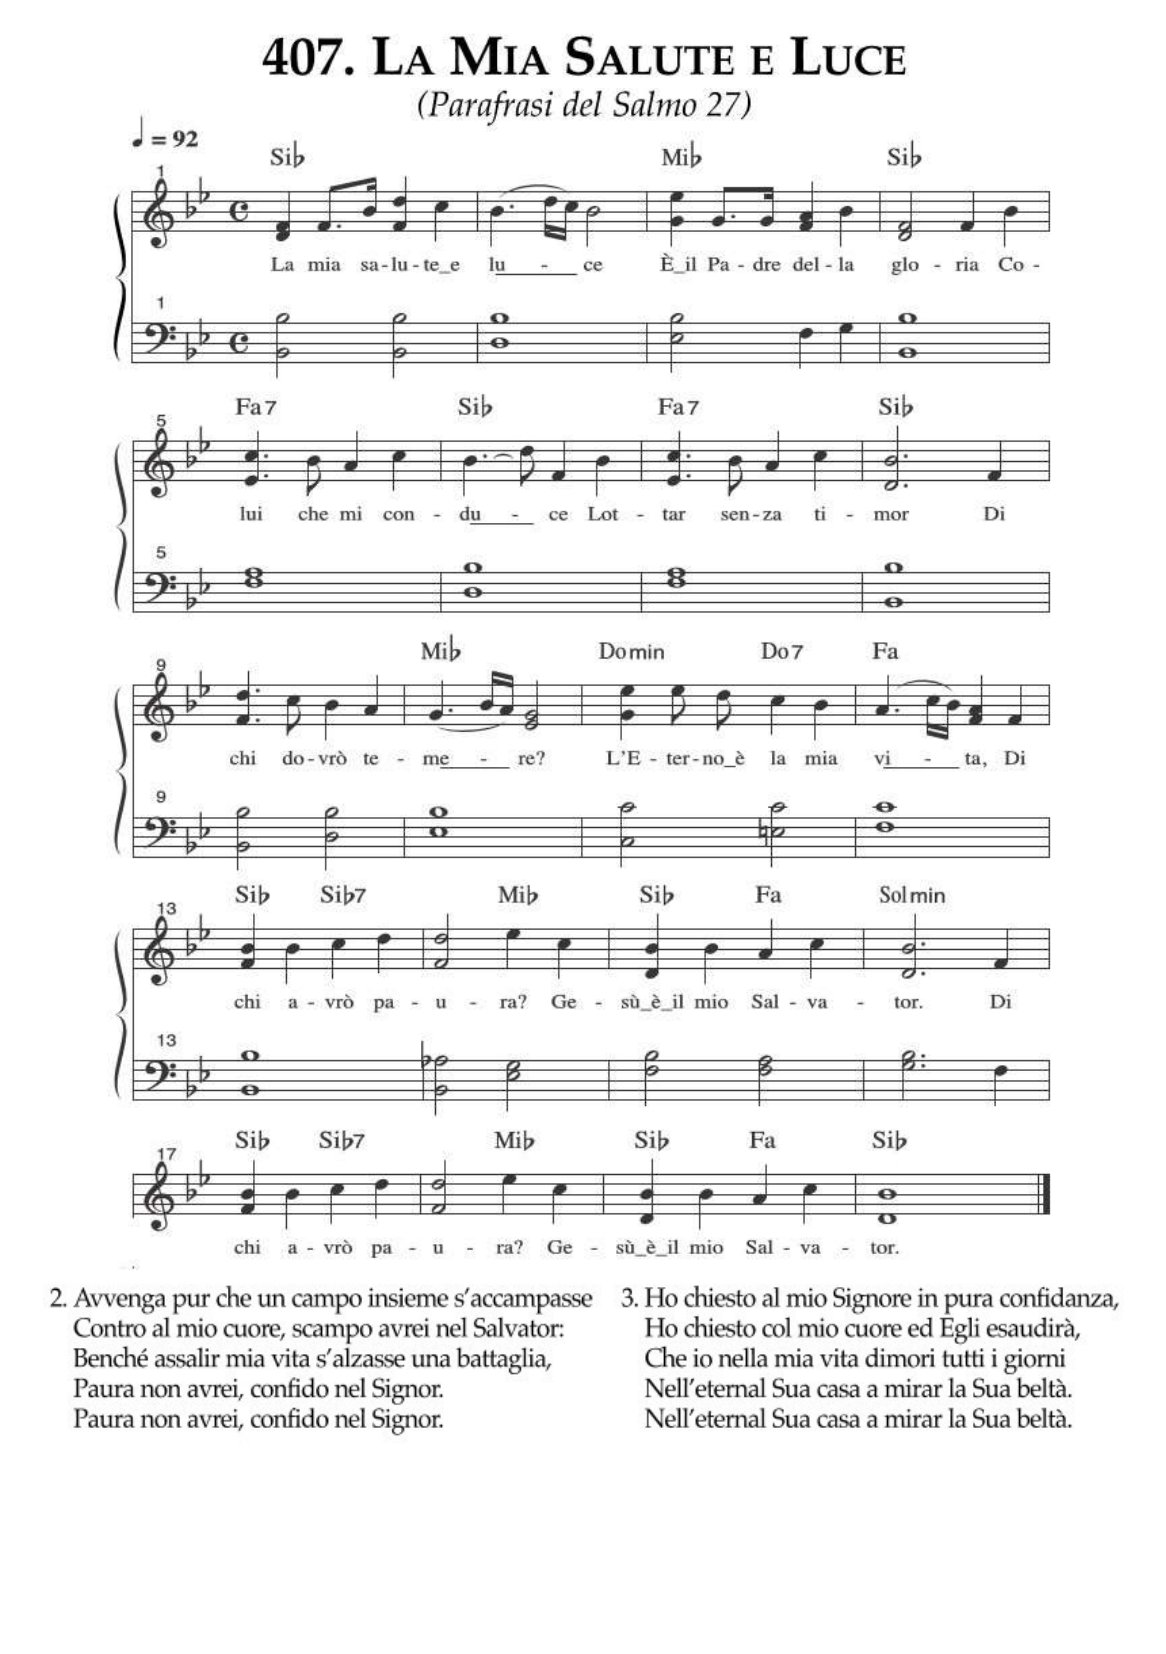 407. La Mia Salute e Luce
(Parafrasi del Salmo 27)
♩ = 92
Si♭ Mi♭ Si♭
1
La mia sa - lu - te_e lu - ce È_il Pa - dre del - la glo - ria Co -
1
Fa7 Si♭ Fa7 Si♭
5
lui che mi con - du - ce Lot - tar sen - za ti - mor Di
5
Mi♭ Domin Do7 Fa
9
chi do - vrò te - me - re? L'E - ter - no_è la mia vi - ta, Di
9
Si♭ Si♭7 Mi♭ Si♭ Fa Solmin
13
chi a - vrò pa - u - ra? Ge - sù_è_il mio Sal - va - tor. Di
13
Si♭ Si♭7 Mi♭ Si♭ Fa Si♭
17
chi a - vrò pa - u - ra? Ge - sù_è_il mio Sal - va - tor.
2. Avvenga pur che un campo insieme s'accampasse
Contro al mio cuore, scampo avrei nel Salvator:
Benché assalir mia vita s'alzasse una battaglia,
Paura non avrei, confido nel Signor.
Paura non avrei, confido nel Signor.
3. Ho chiesto al mio Signore in pura confidanza,
Ho chiesto col mio cuore ed Egli esaudirà,
Che io nella mia vita dimori tutti i giorni
Nell'eternal Sua casa a mirar la Sua beltà.
Nell'eternal Sua casa a mirar la Sua beltà.